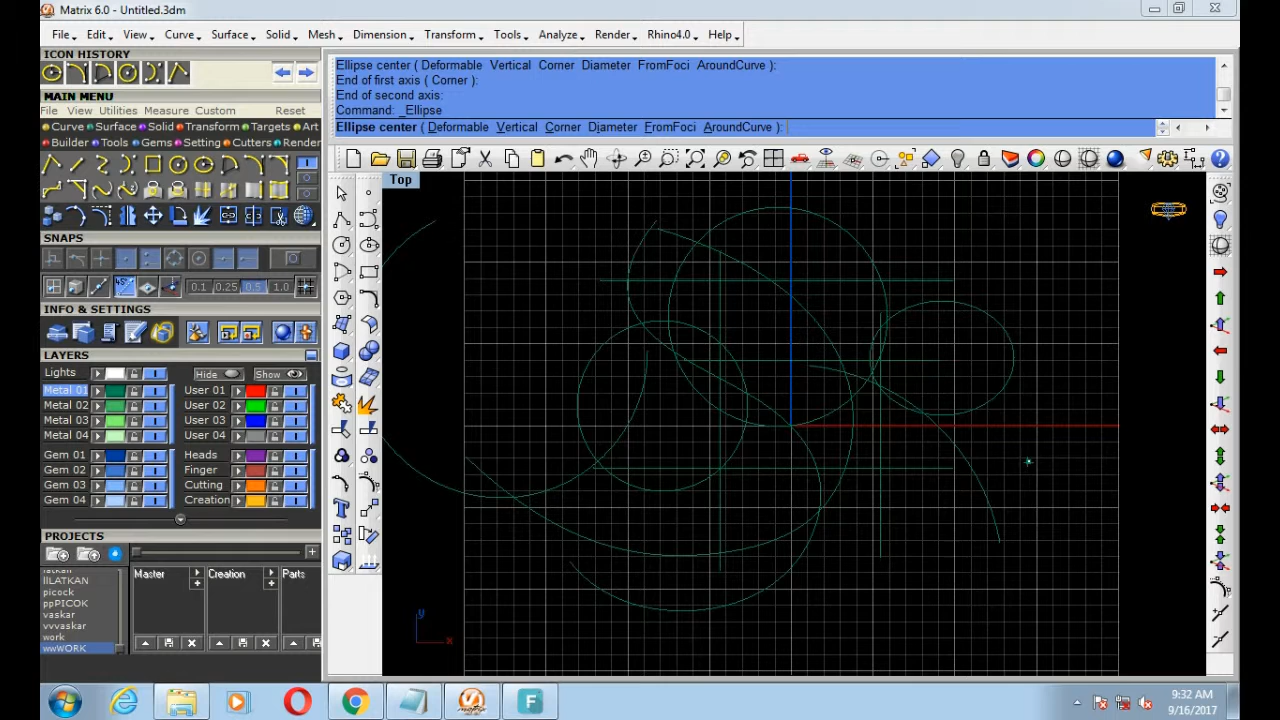 Matrix 6.0 - Untitled.3dm
File Edit View Curve Surface Solid Mesh Dimension Transform Tools Analyze Render Rhino4.0 Help
ICON HISTORY
MAIN MENU
File View Utilities Measure Custom Reset
Curve Surface Solid Transform Targets Art
Builder Tools Gems Setting Cutters Render
SNAPS
0.1 0.25 0.5 1.0
INFO & SETTINGS
LAYERS
Lights Hide Show
Metal 01 User 01
Metal 02 User 02
Metal 03 User 03
Metal 04 User 04
Gem 01 Heads
Gem 02 Finger
Gem 03 Cutting
Gem 04 Creation
PROJECTS
lILATKAN
picock
ppPICOK
vaskar
vvvaskar
work
wwWORK
Master Creation Parts
Ellipse center ( Deformable Vertical Corner Diameter FromFoci AroundCurve ):
End of first axis ( Corner ):
End of second axis:
Command: _Ellipse
Ellipse center ( Deformable Vertical Corner Diameter FromFoci AroundCurve ):
Top
y
x
9:32 AM
9/16/2017